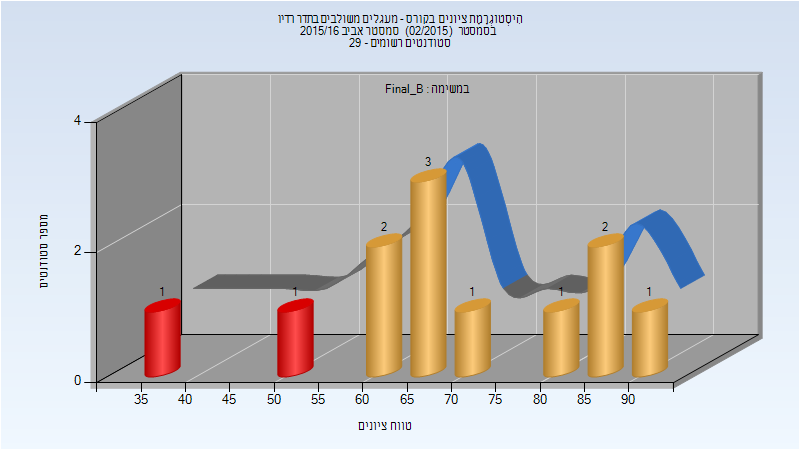 היסטוגרמת ציונים בקורס - מעגלים משולבים בתדר רדיו
בסמסטר (02/2015) סמסטר אביב 2015/16
סטודנטים רשומים - 29
במשימה : Final_B
מספר סטודנטים
4
2
0
1
1
2
3
1
1
2
1
35 40 45 50 55 60 65 70 75 80 85 90
טווח ציונים